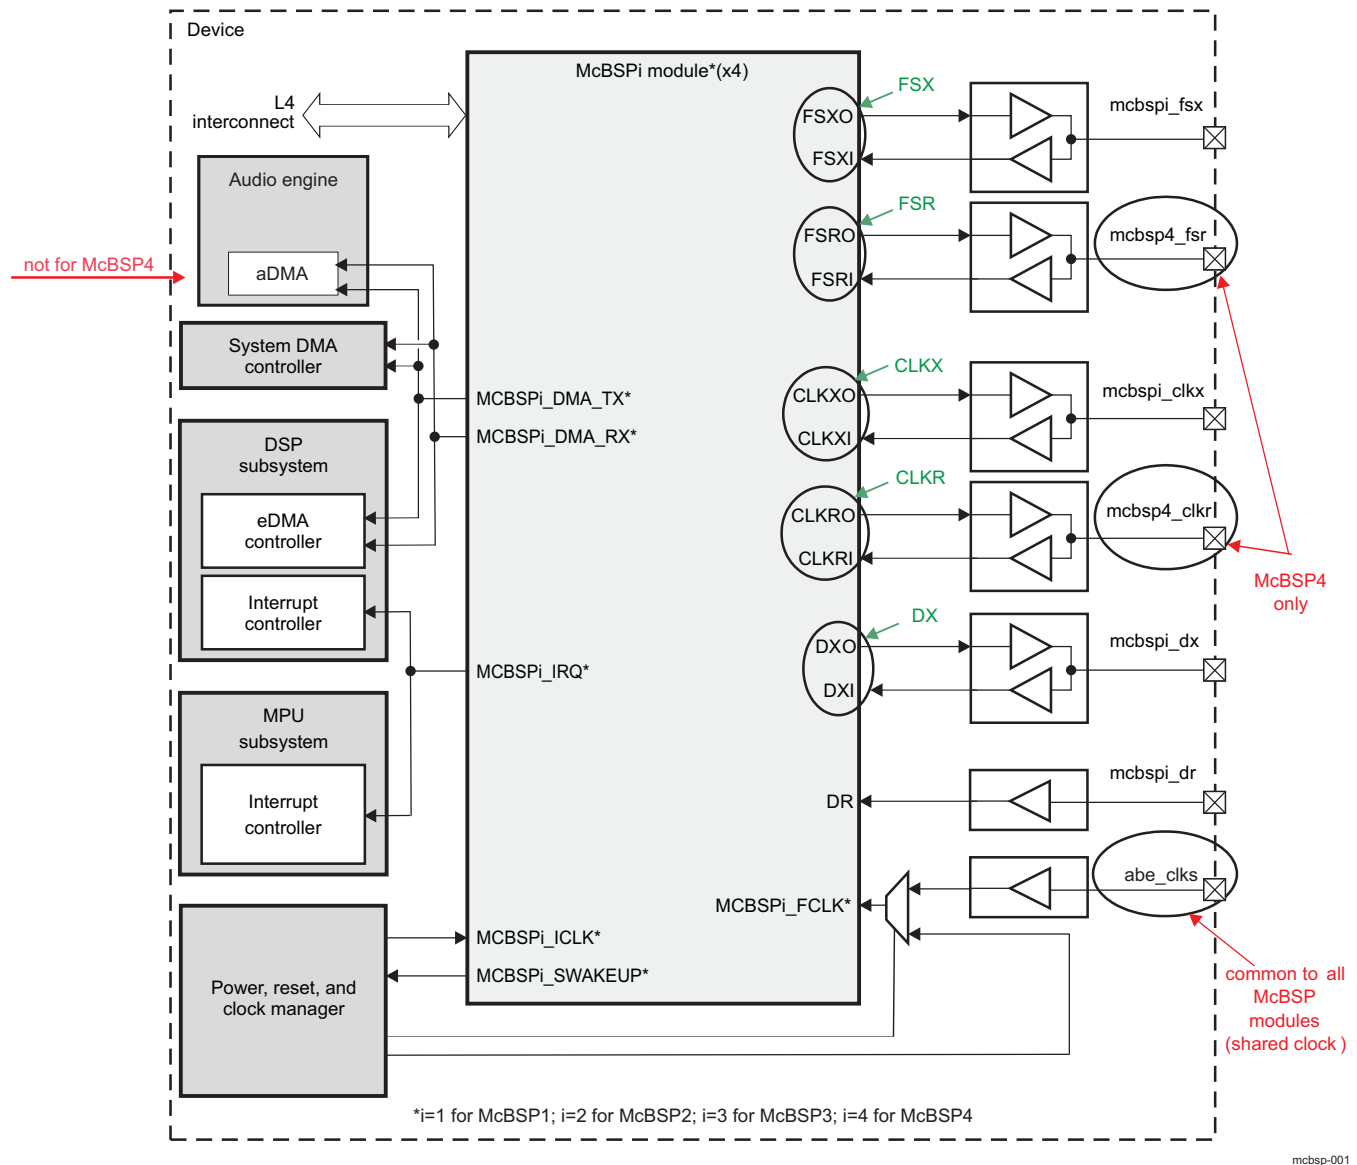 Device
McBSPi module*(x4)
L4
interconnect
Audio engine
aDMA
not for McBSP4
System DMA
controller
DSP
subsystem
eDMA
controller
Interrupt
controller
MPU
subsystem
Interrupt
controller
Power, reset, and
clock manager
MCBSPi_DMA_TX*
MCBSPi_DMA_RX*
MCBSPi_IRQ*
MCBSPi_ICLK*
MCBSPi_SWAKEUP*
FSX
FSXO
FSXI
mcbspi_fsx
FSR
FSRO
FSRI
mcbsp4_fsr
CLKX
CLKXO
CLKXI
mcbspi_clkx
CLKR
CLKRO
CLKRI
mcbsp4_clkr
McBSP4
only
DX
DXO
DXI
mcbspi_dx
DR
mcbspi_dr
MCBSPi_FCLK*
abe_clks
common to all
McBSP
modules
(shared clock )
*i=1 for McBSP1; i=2 for McBSP2; i=3 for McBSP3; i=4 for McBSP4
mcbsp-001